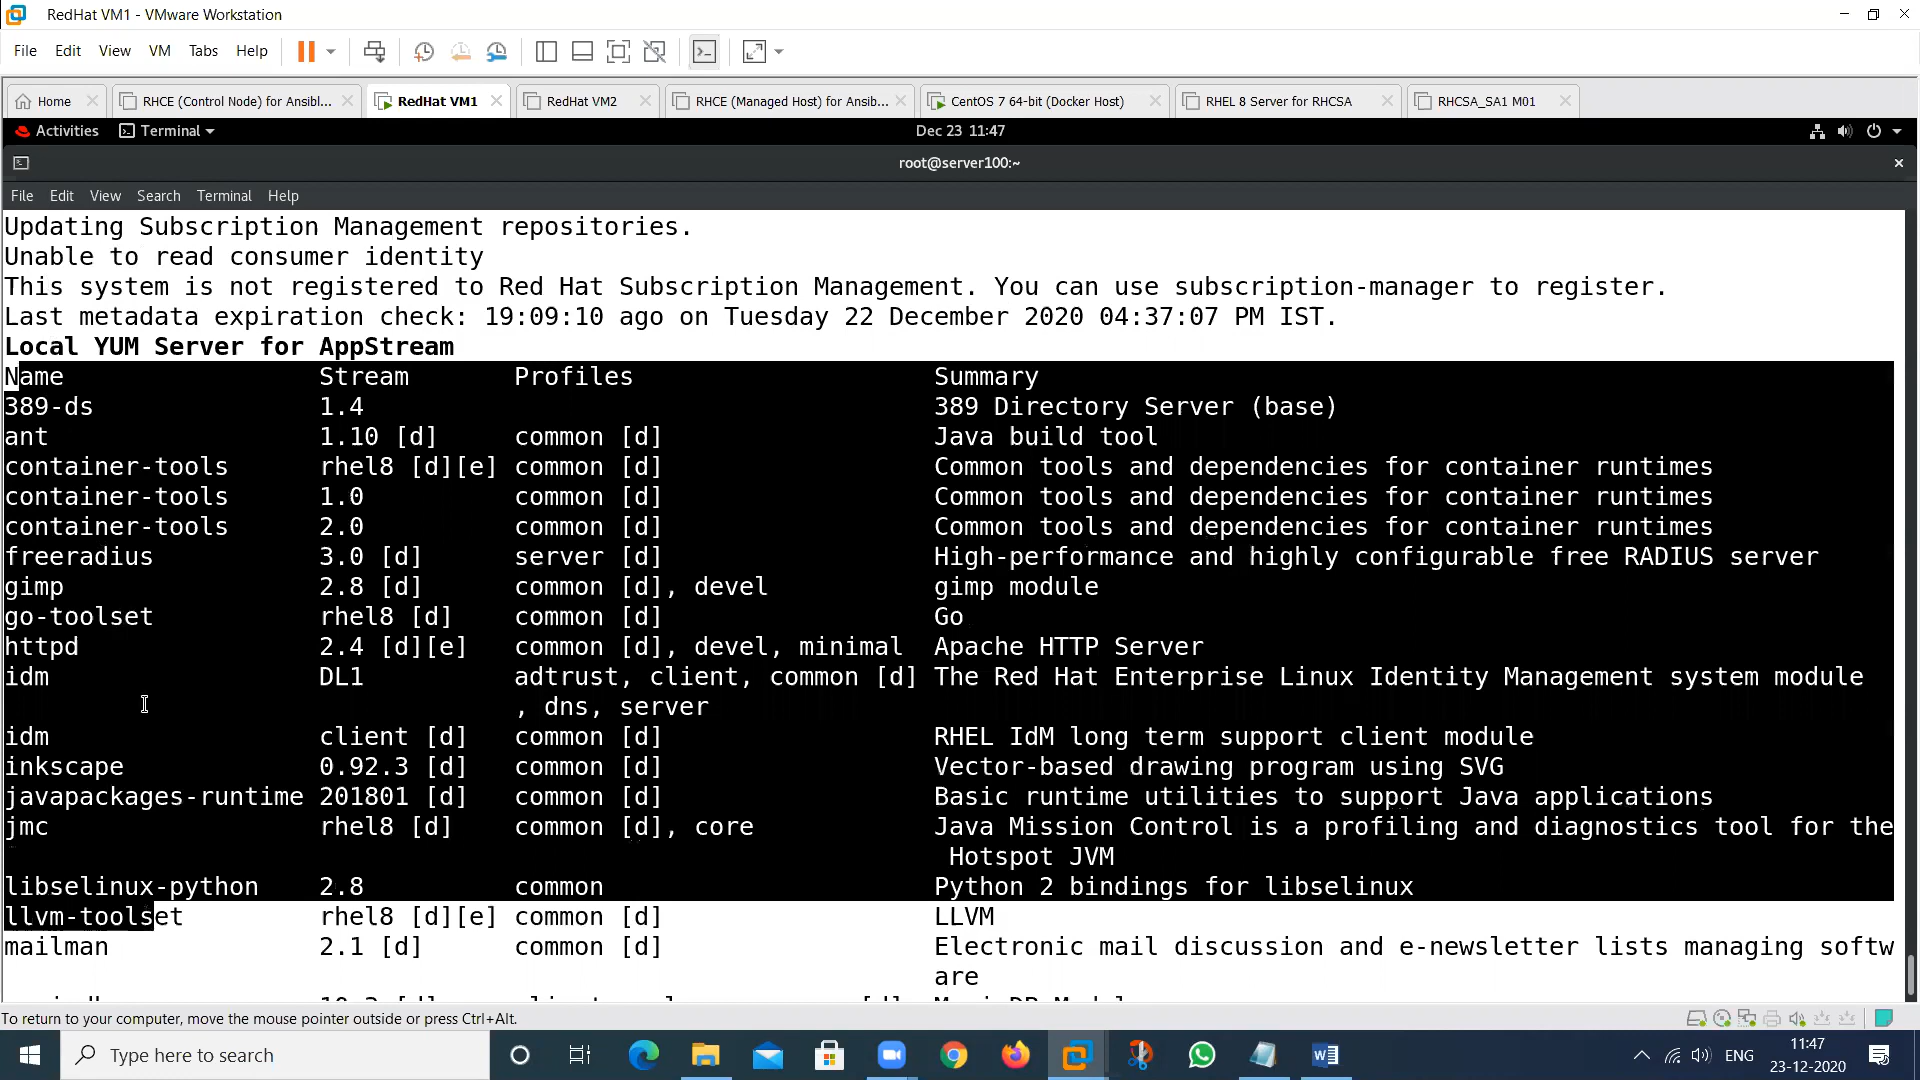 RedHat VM1 - VMware Workstation
File Edit View VM Tabs Help
Home RHCE (Control Node) for Ansibl... RedHat VM1 RedHat VM2 RHCE (Managed Host) for Ansib... CentOS 7 64-bit (Docker Host) RHEL 8 Server for RHCSA RHCSA_SA1 M01
Activities Terminal Dec 23 11:47
root@server100:~
File Edit View Search Terminal Help
Updating Subscription Management repositories.
Unable to read consumer identity
This system is not registered to Red Hat Subscription Management. You can use subscription-manager to register.
Last metadata expiration check: 19:09:10 ago on Tuesday 22 December 2020 04:37:07 PM IST.
Local YUM Server for AppStream
Name Stream Profiles Summary
389-ds 1.4 389 Directory Server (base)
ant 1.10 [d] common [d] Java build tool
container-tools rhel8 [d][e] common [d] Common tools and dependencies for container runtimes
container-tools 1.0 common [d] Common tools and dependencies for container runtimes
container-tools 2.0 common [d] Common tools and dependencies for container runtimes
freeradius 3.0 [d] server [d] High-performance and highly configurable free RADIUS server
gimp 2.8 [d] common [d], devel gimp module
go-toolset rhel8 [d] common [d] Go
httpd 2.4 [d][e] common [d], devel, minimal Apache HTTP Server
idm DL1 adtrust, client, common [d] The Red Hat Enterprise Linux Identity Management system module
, dns, server
idm client [d] common [d] RHEL IdM long term support client module
inkscape 0.92.3 [d] common [d] Vector-based drawing program using SVG
javapackages-runtime 201801 [d] common [d] Basic runtime utilities to support Java applications
jmc rhel8 [d] common [d], core Java Mission Control is a profiling and diagnostics tool for the
Hotspot JVM
libselinux-python 2.8 common Python 2 bindings for libselinux
llvm-toolset rhel8 [d][e] common [d] LLVM
mailman 2.1 [d] common [d] Electronic mail discussion and e-newsletter lists managing softw
are
To return to your computer, move the mouse pointer outside or press Ctrl+Alt.
Type here to search
ENG
11:47
23-12-2020